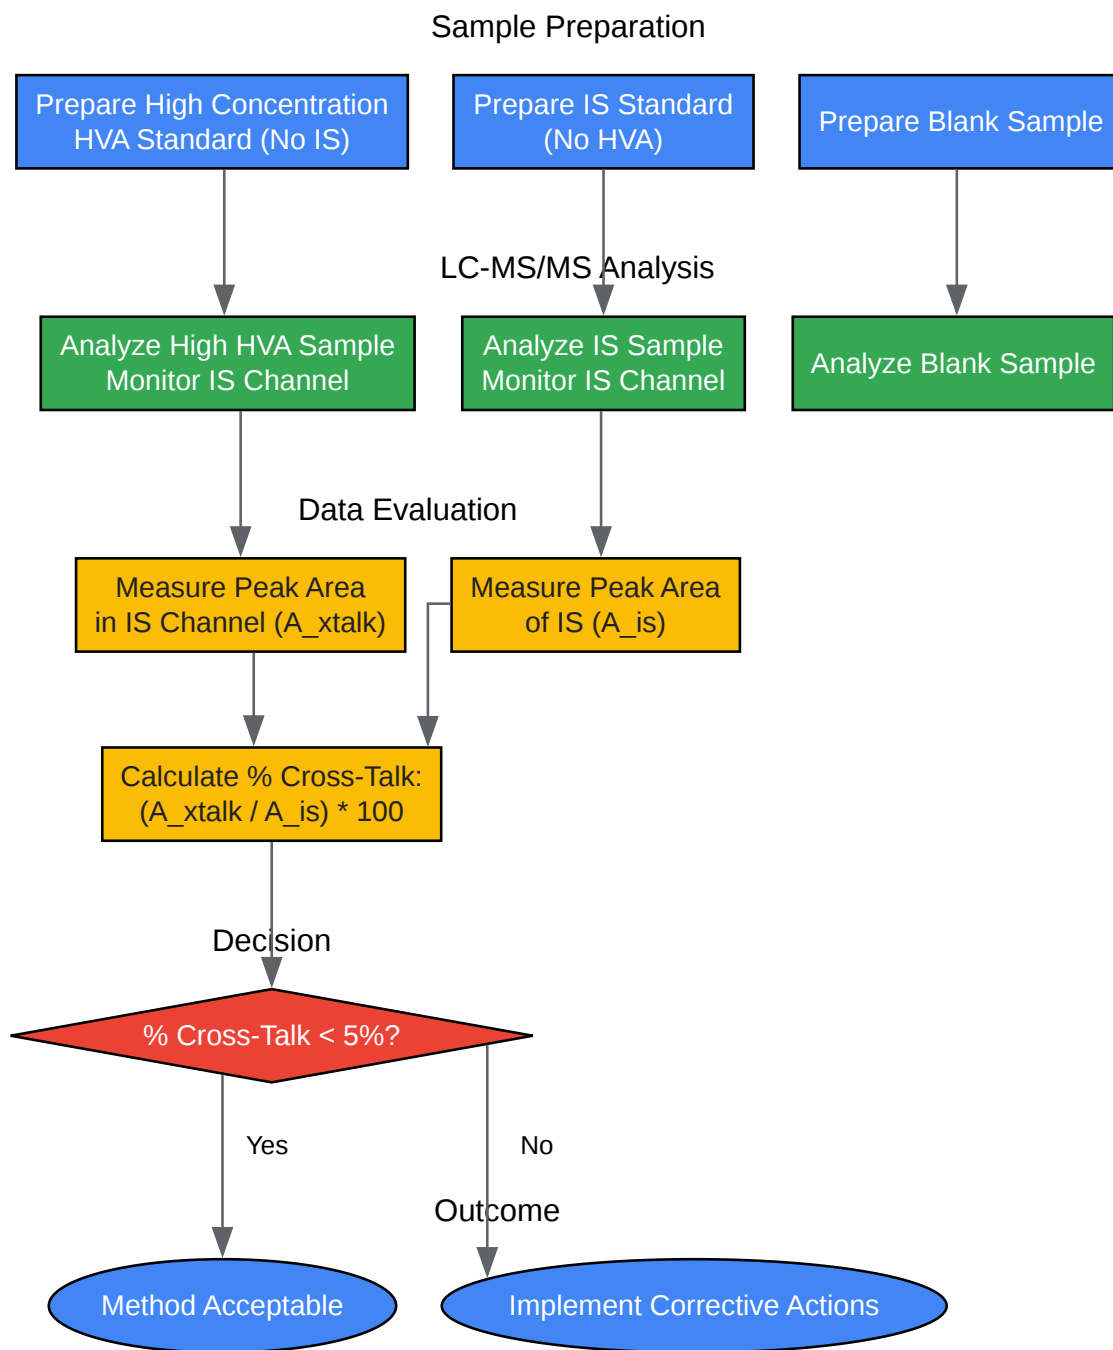 Sample Preparation
Prepare High Concentration
HVA Standard (No IS)
Prepare IS Standard
(No HVA)
Prepare Blank Sample
LC-MS/MS Analysis
Analyze High HVA Sample
Monitor IS Channel
Analyze IS Sample
Monitor IS Channel
Analyze Blank Sample
Data Evaluation
Measure Peak Area
in IS Channel (A_xtalk)
Measure Peak Area
of IS (A_is)
Calculate % Cross-Talk:
(A_xtalk / A_is) * 100
Decision
% Cross-Talk < 5%?
Yes
No
Outcome
Method Acceptable
Implement Corrective Actions